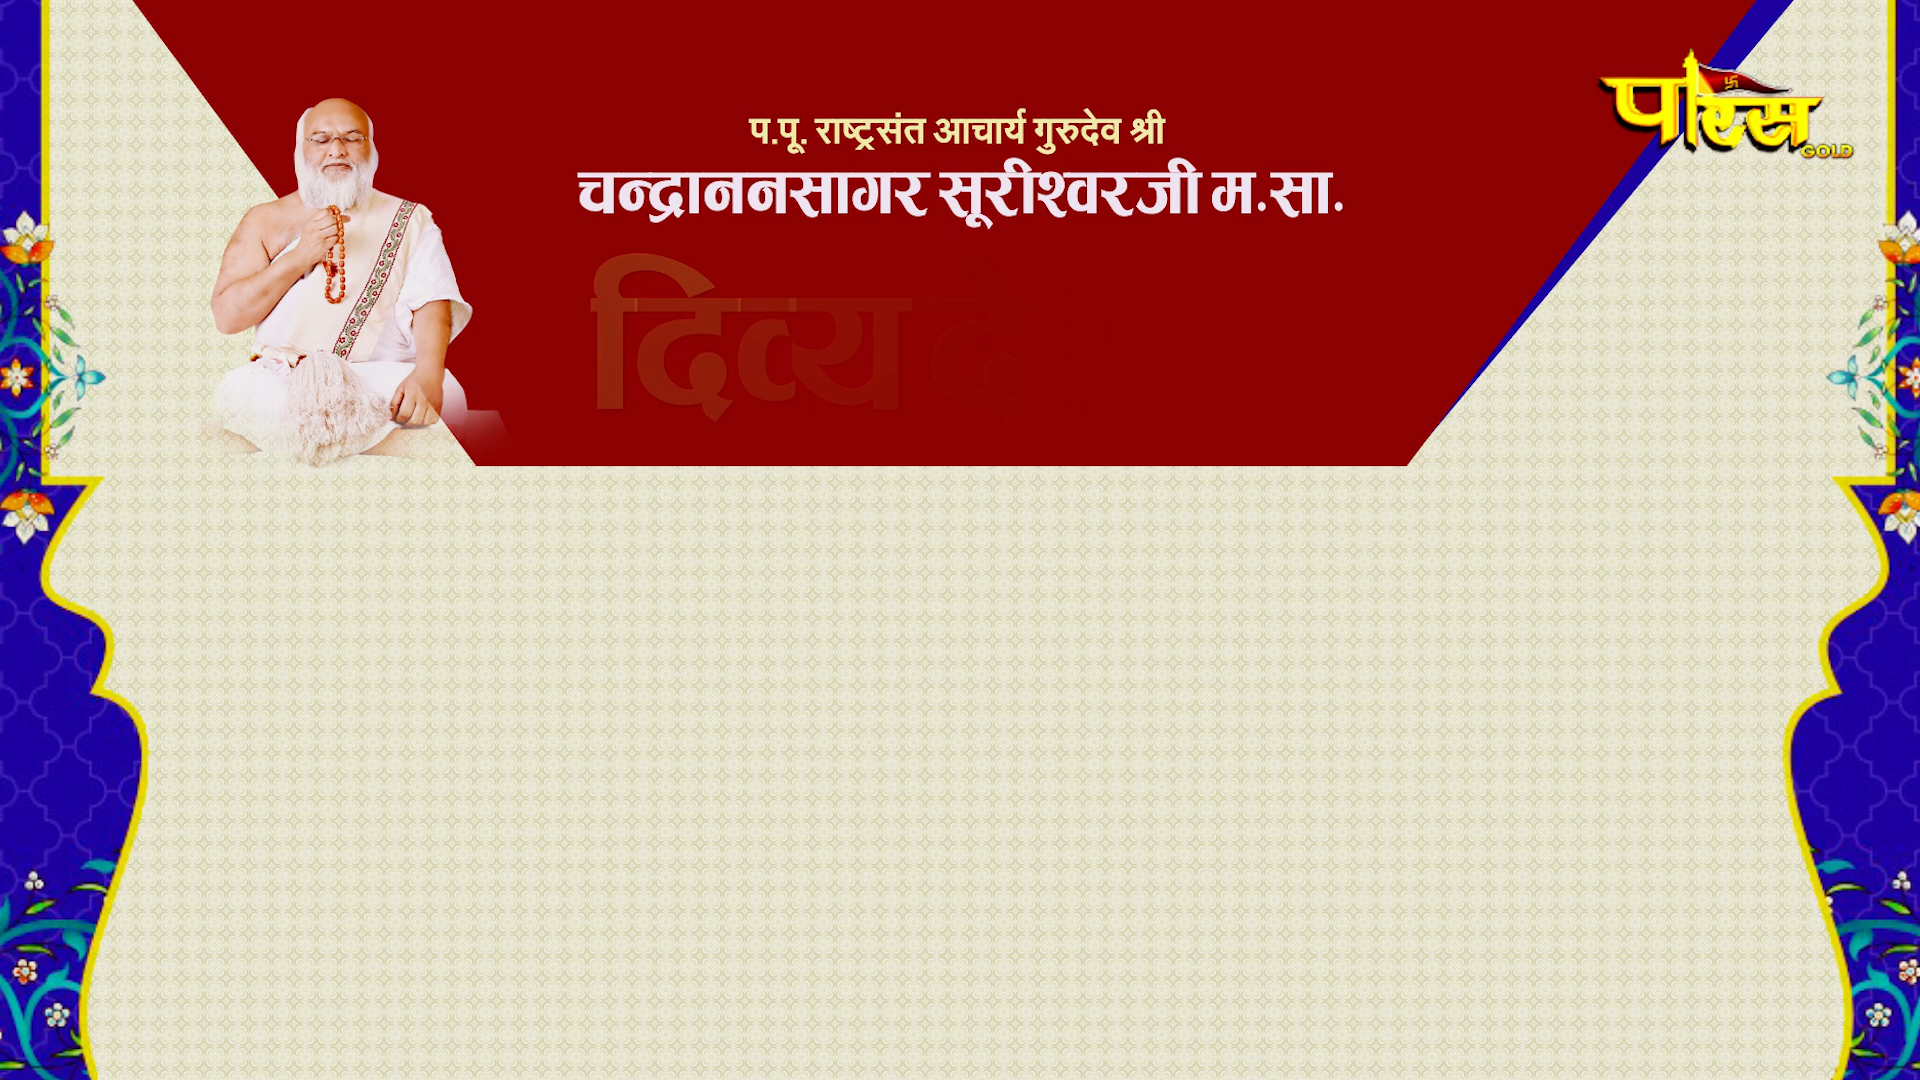 प.पू. राष्ट्रसंत आचार्य गुरुदेव श्री
चन्द्राननसागर सूरीश्वरजी म.सा.
दिव्य
पारस
GOLD